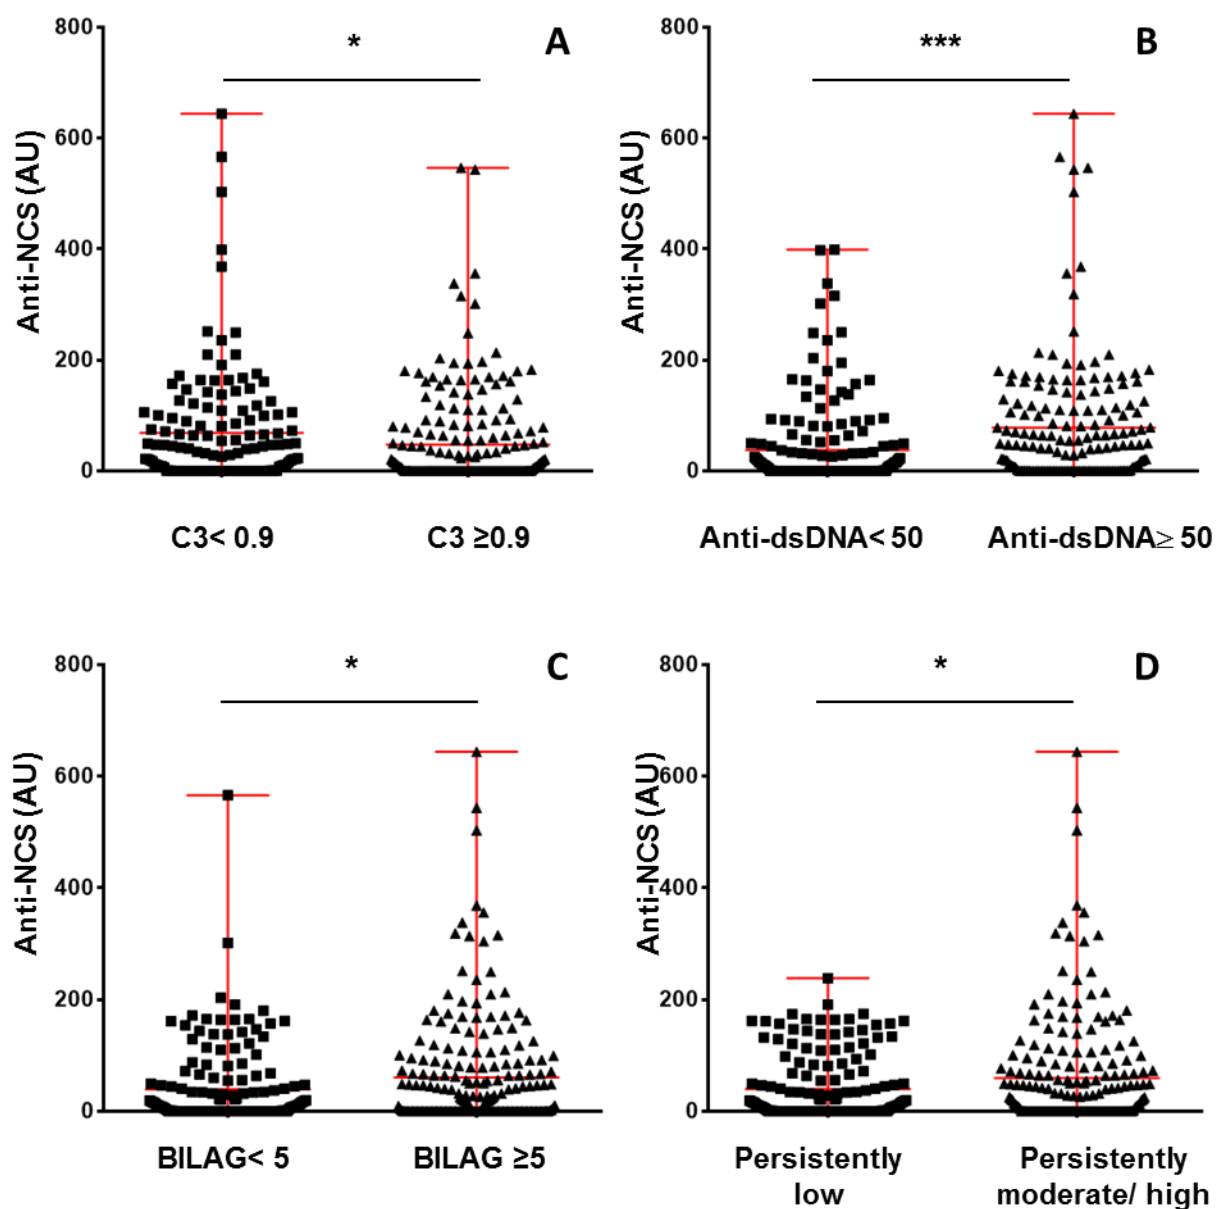 A
*
Anti-NCS (AU)
800
600
400
200
0
C3< 0.9
C3 ≥0.9
B
***
Anti-NCS (AU)
800
600
400
200
0
Anti-dsDNA< 50
Anti-dsDNA≥ 50
C
*
Anti-NCS (AU)
800
600
400
200
0
BILAG< 5
BILAG ≥5
D
*
Anti-NCS (AU)
800
600
400
200
0
Persistently
low
Persistently
moderate/ high